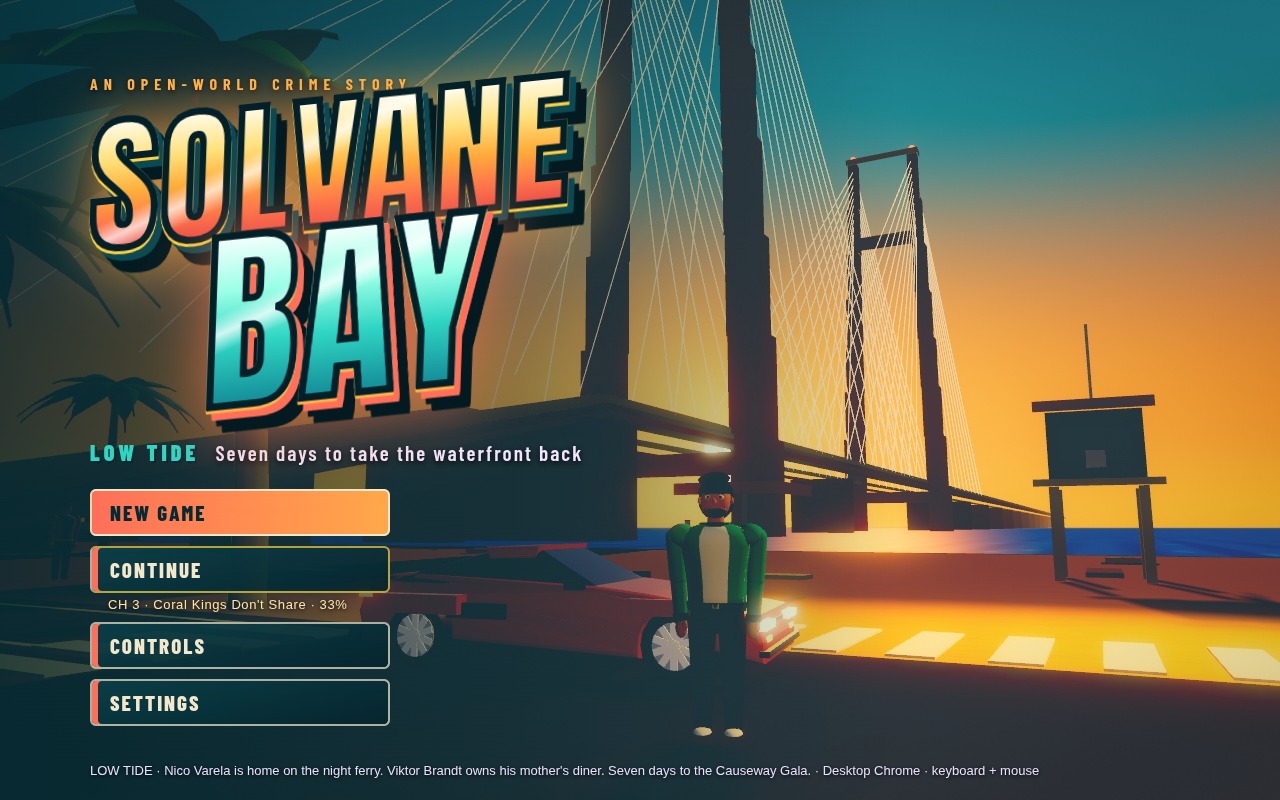 AN OPEN-WORLD CRIME STORY
SOLVANE
BAY
LOW TIDE Seven days to take the waterfront back
NEW GAME
CONTINUE
CH 3 · Coral Kings Don't Share · 33%
CONTROLS
SETTINGS
LOW TIDE · Nico Varela is home on the night ferry. Viktor Brandt owns his mother's diner. Seven days to the Causeway Gala. · Desktop Chrome · keyboard + mouse